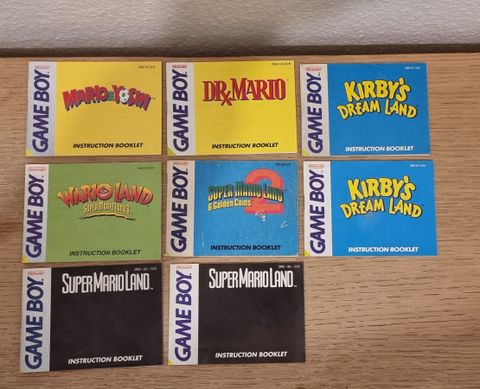 GAME BOY
MARIO & YOSHI
INSTRUCTION BOOKLET
GAME BOY
DR. MARIO
INSTRUCTION BOOKLET
GAME BOY
KIRBY'S
DREAM LAND
INSTRUCTION BOOKLET
GAME BOY
WARIO LAND
SUPER MARIO LAND 3
INSTRUCTION BOOKLET
GAME BOY
SUPER MARIO LAND
2
6 Golden Coins
INSTRUCTION BOOKLET
GAME BOY
KIRBY'S
DREAM LAND
INSTRUCTION BOOKLET
GAME BOY
SUPER MARIO LAND
INSTRUCTION BOOKLET
GAME BOY
SUPER MARIO LAND
INSTRUCTION BOOKLET